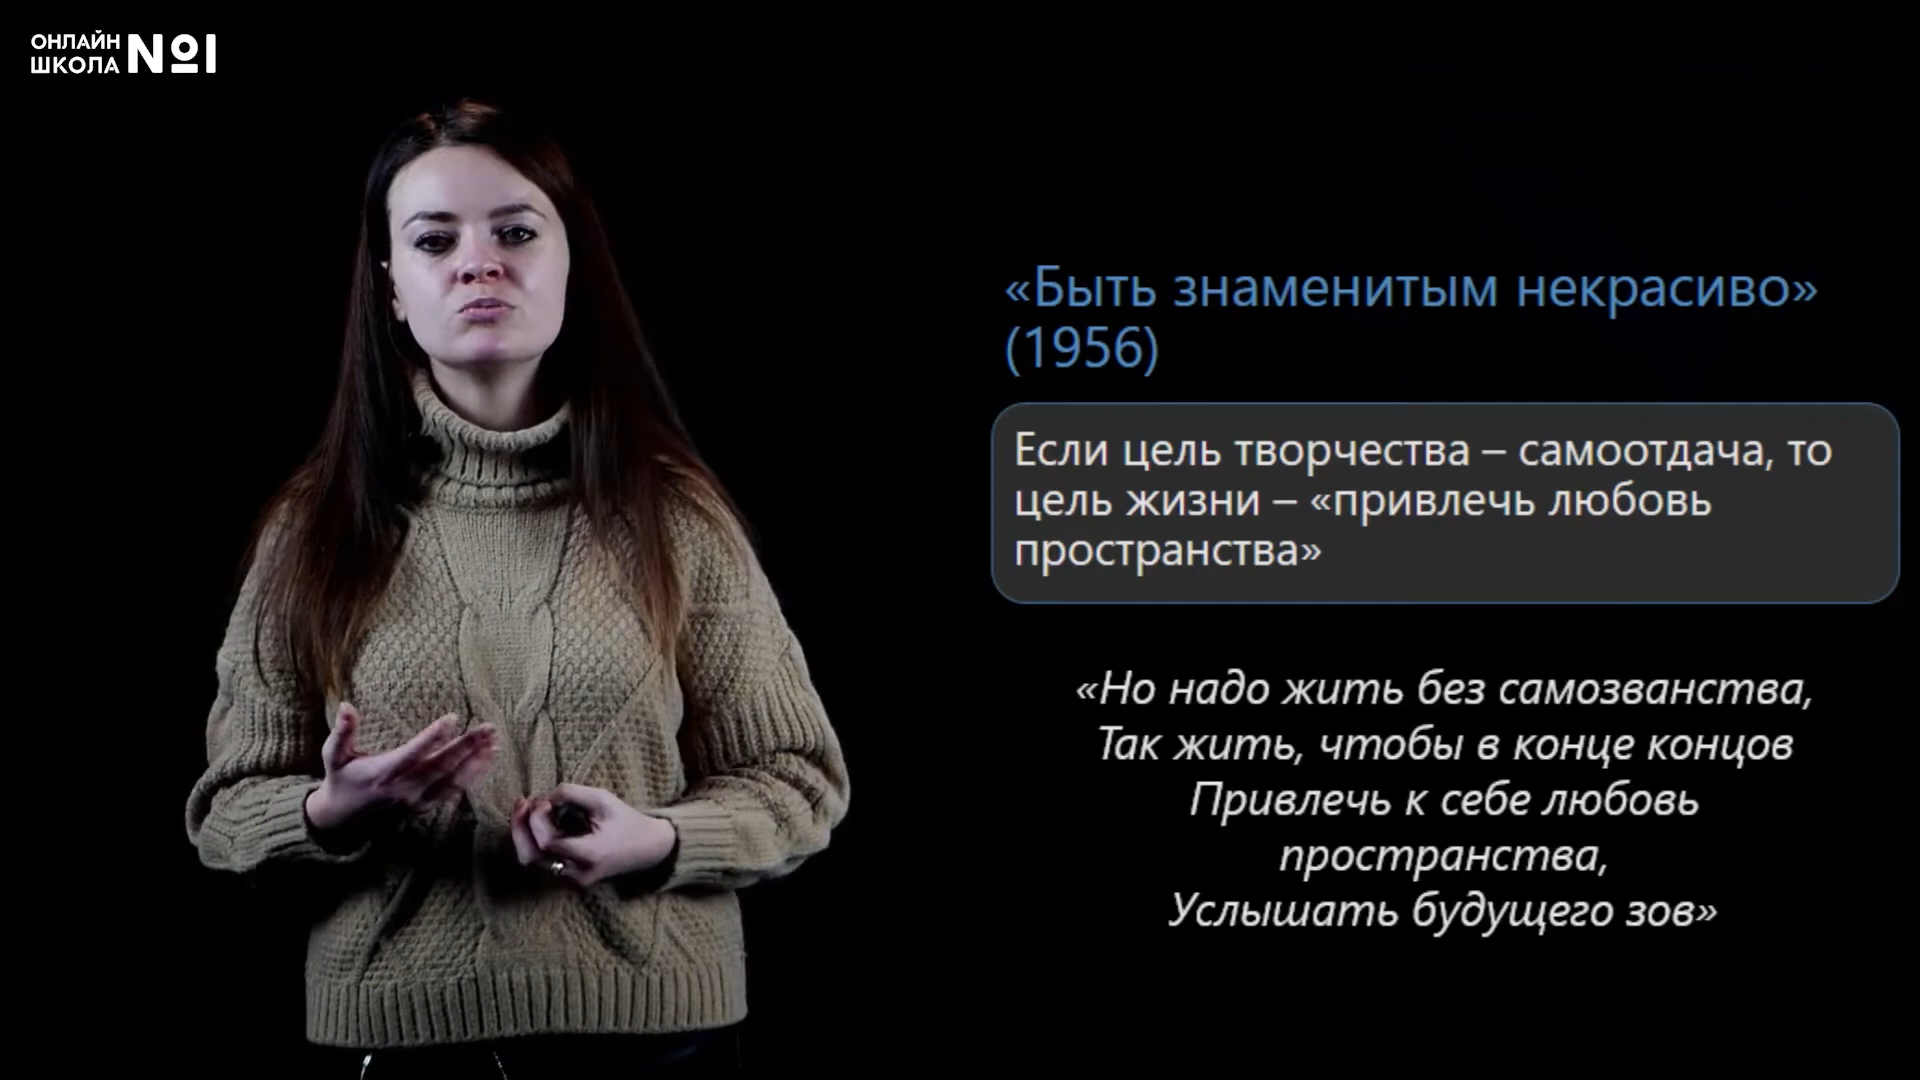 ОНЛАЙН
ШКОЛА №1
«Быть знаменитым некрасиво»
(1956)
Если цель творчества – самоотдача, то
цель жизни – «привлечь любовь
пространства»
«Но надо жить без самозванства,
Так жить, чтобы в конце концов
Привлечь к себе любовь
пространства,
Услышать будущего зов»